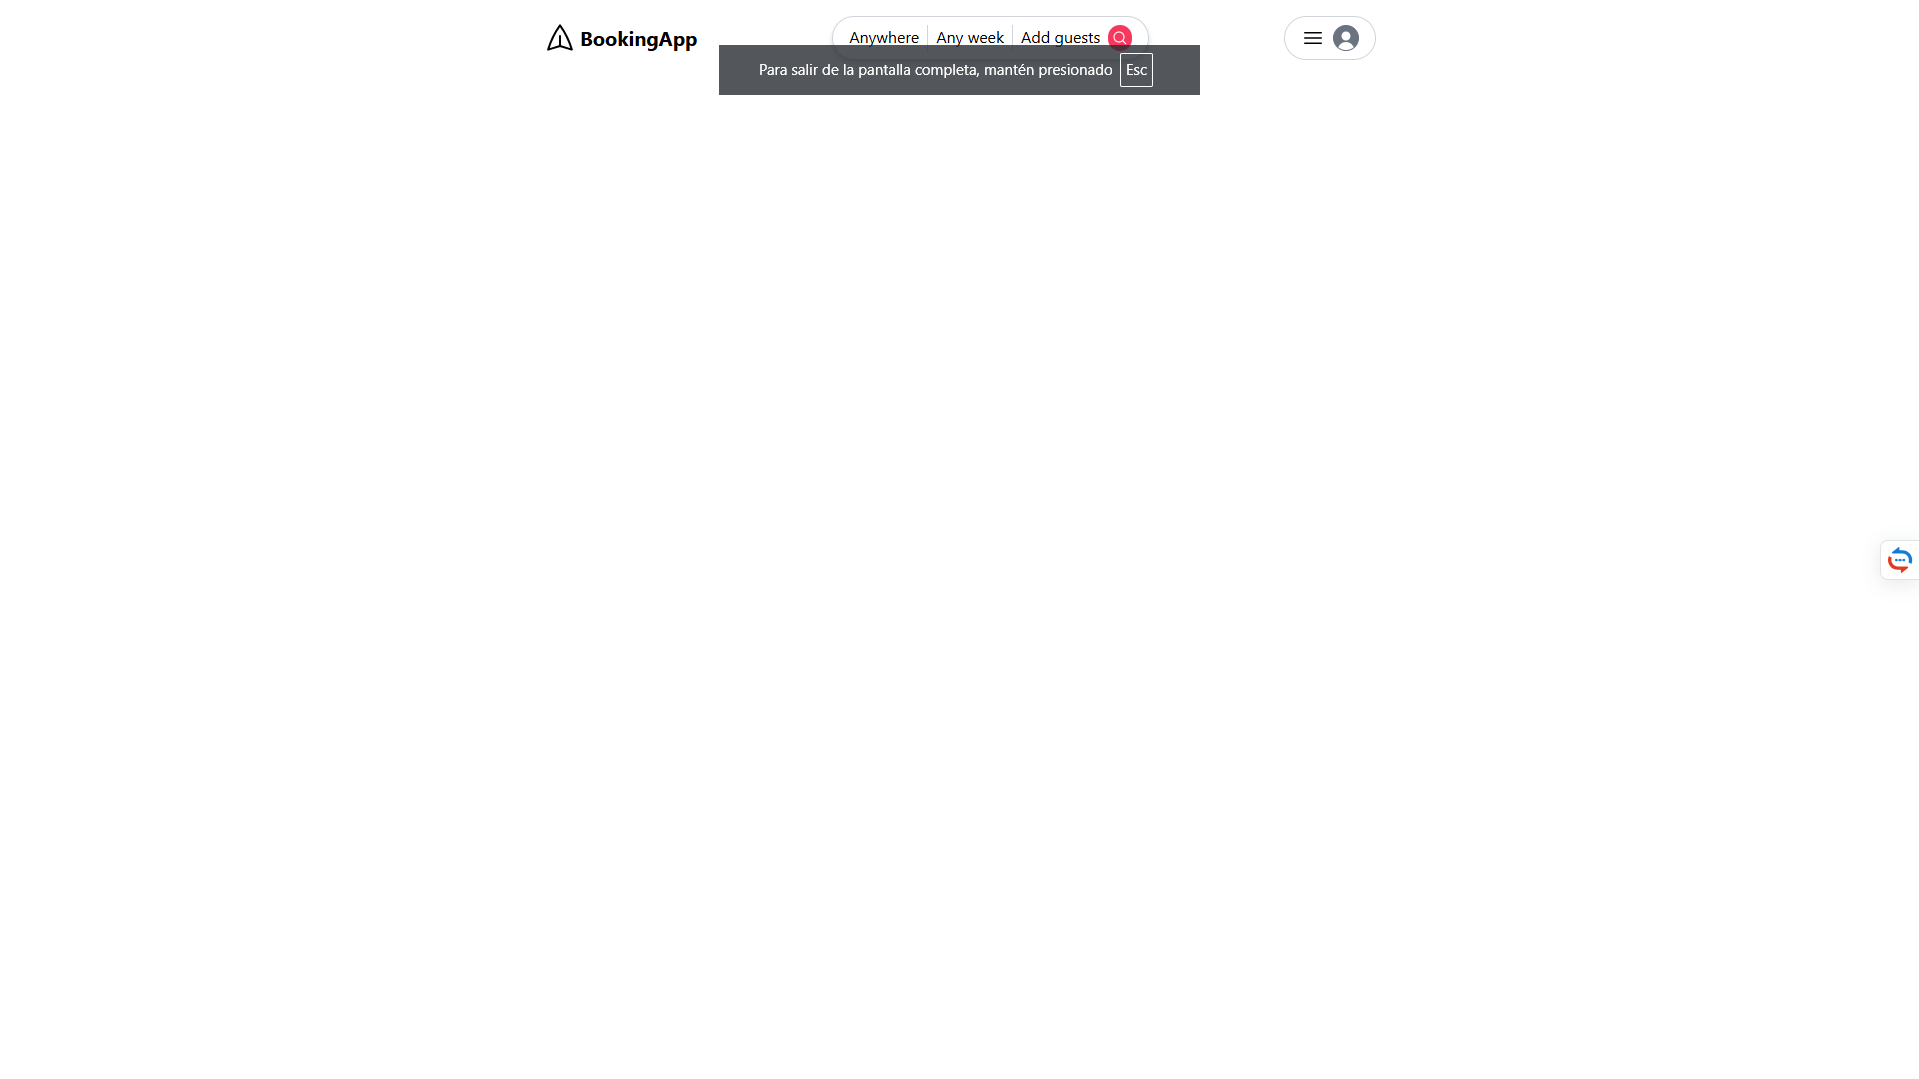 BookingApp
Anywhere
Any week
Add guests
Para salir de la pantalla completa, mantén presionado Esc